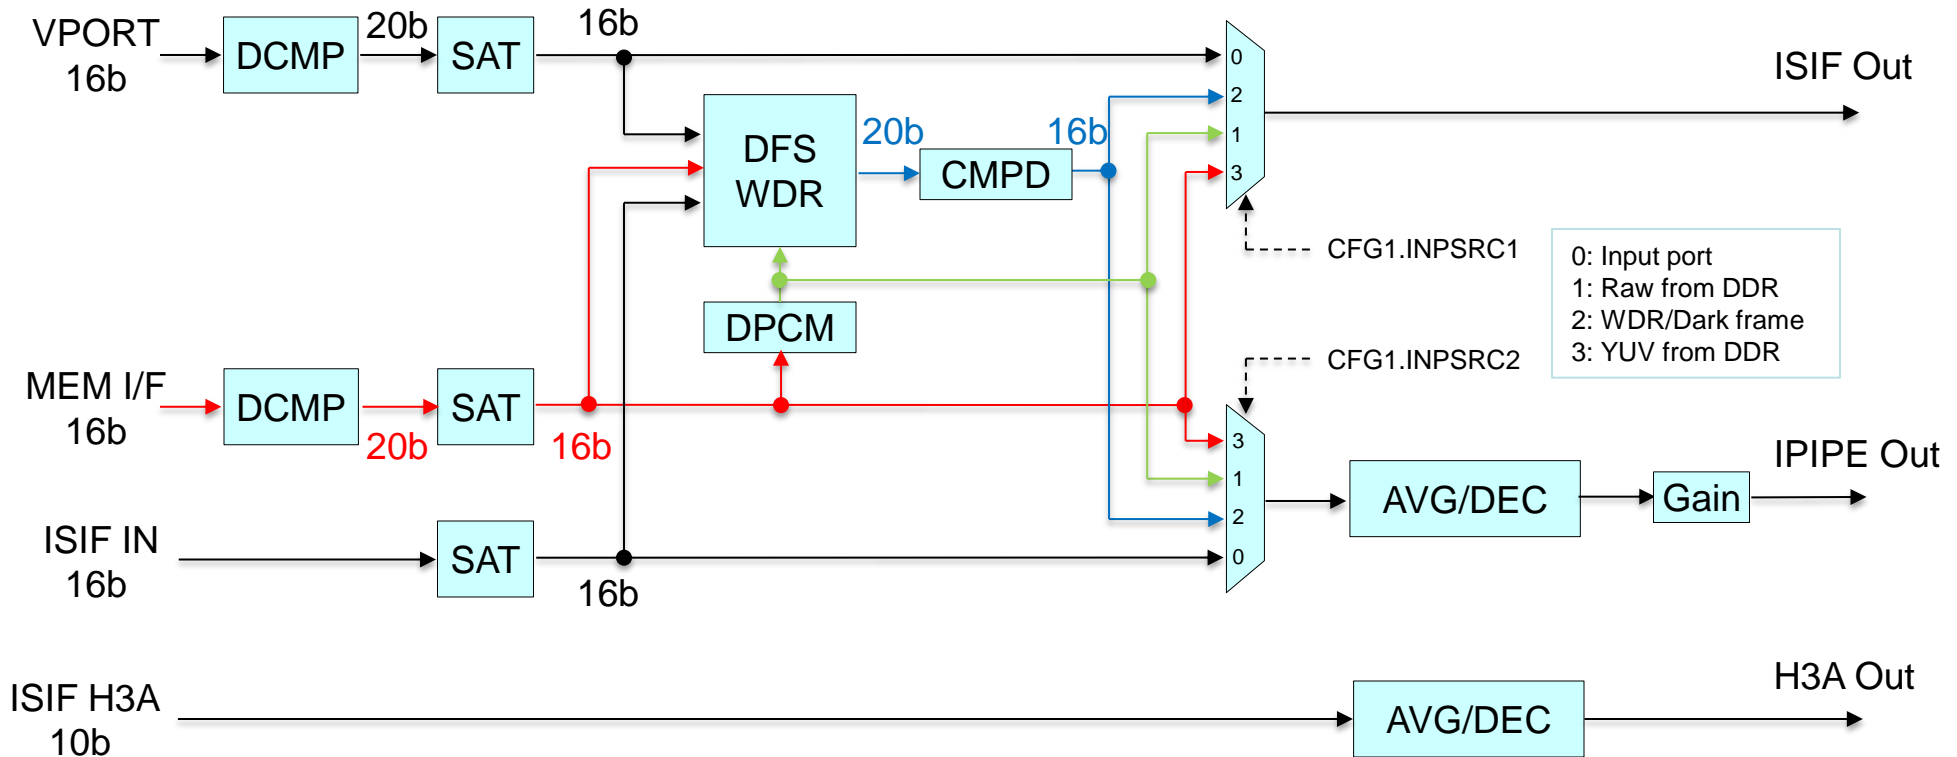 VPORT
16b
DCMP
20b
SAT
16b
0
2
1
3
ISIF Out
DFS
WDR
20b
CMPD
16b
CFG1.INPSRC1
0: Input port
1: Raw from DDR
2: WDR/Dark frame
3: YUV from DDR
DPCM
CFG1.INPSRC2
MEM I/F
16b
DCMP
20b
SAT
16b
3
1
2
0
AVG/DEC
Gain
IPIPE Out
ISIF IN
16b
SAT
16b
ISIF H3A
10b
AVG/DEC
H3A Out